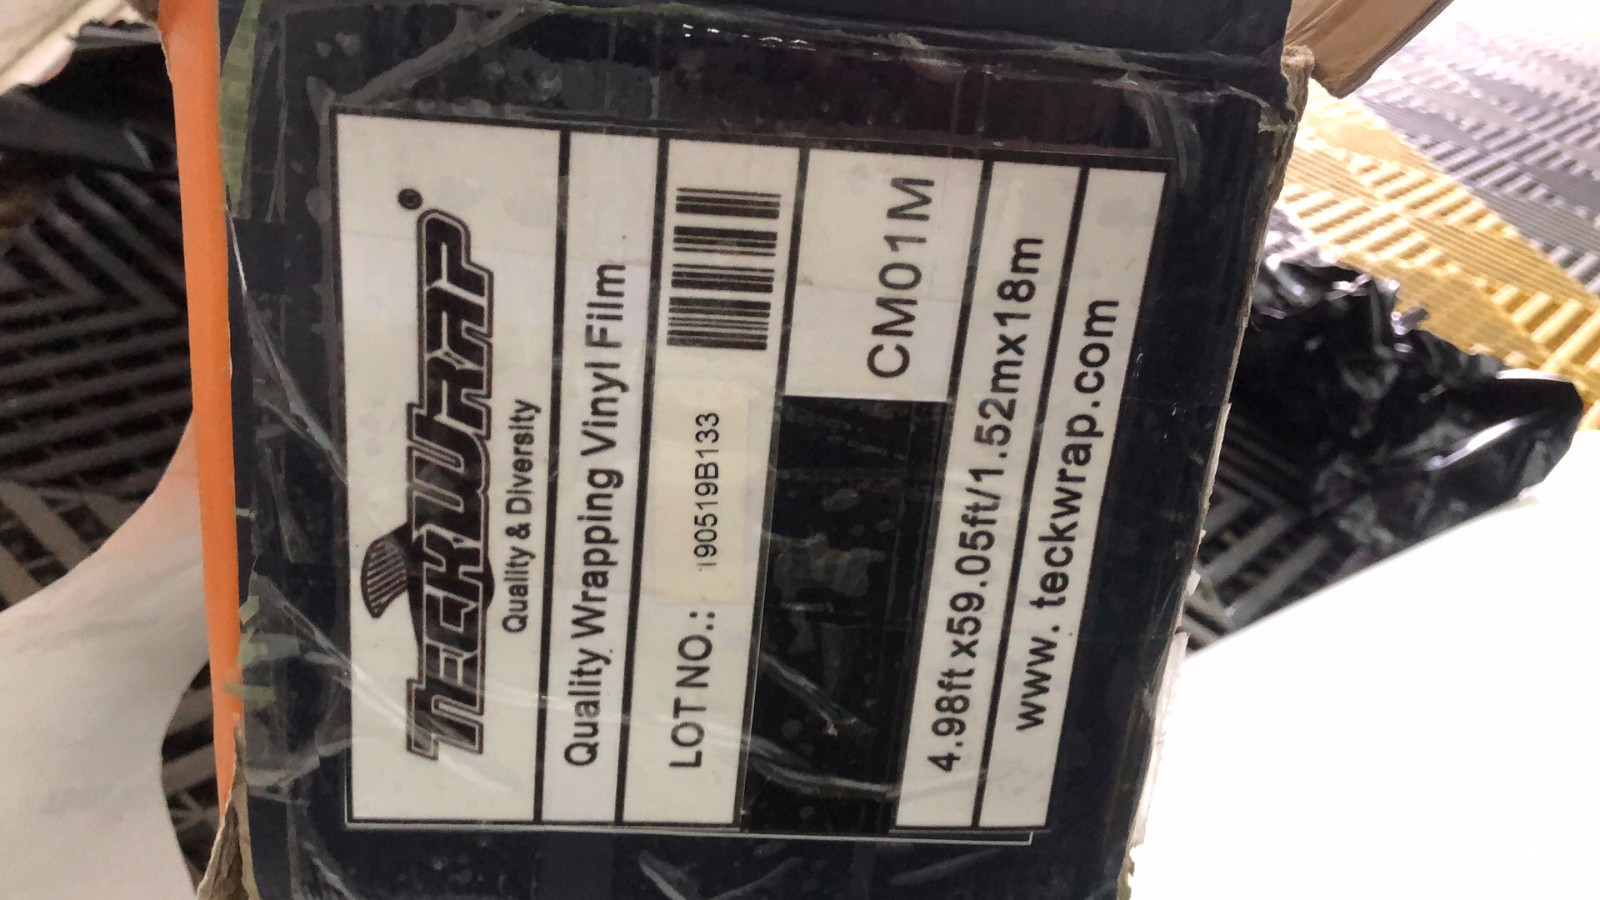 TECKWRAP®
Quality & Diversity
Quality Wrapping Vinyl Film
LOT NO.: 190519B133
CM01M
4.98ft x59.05ft/1.52mx18m
www.teckwrap.com